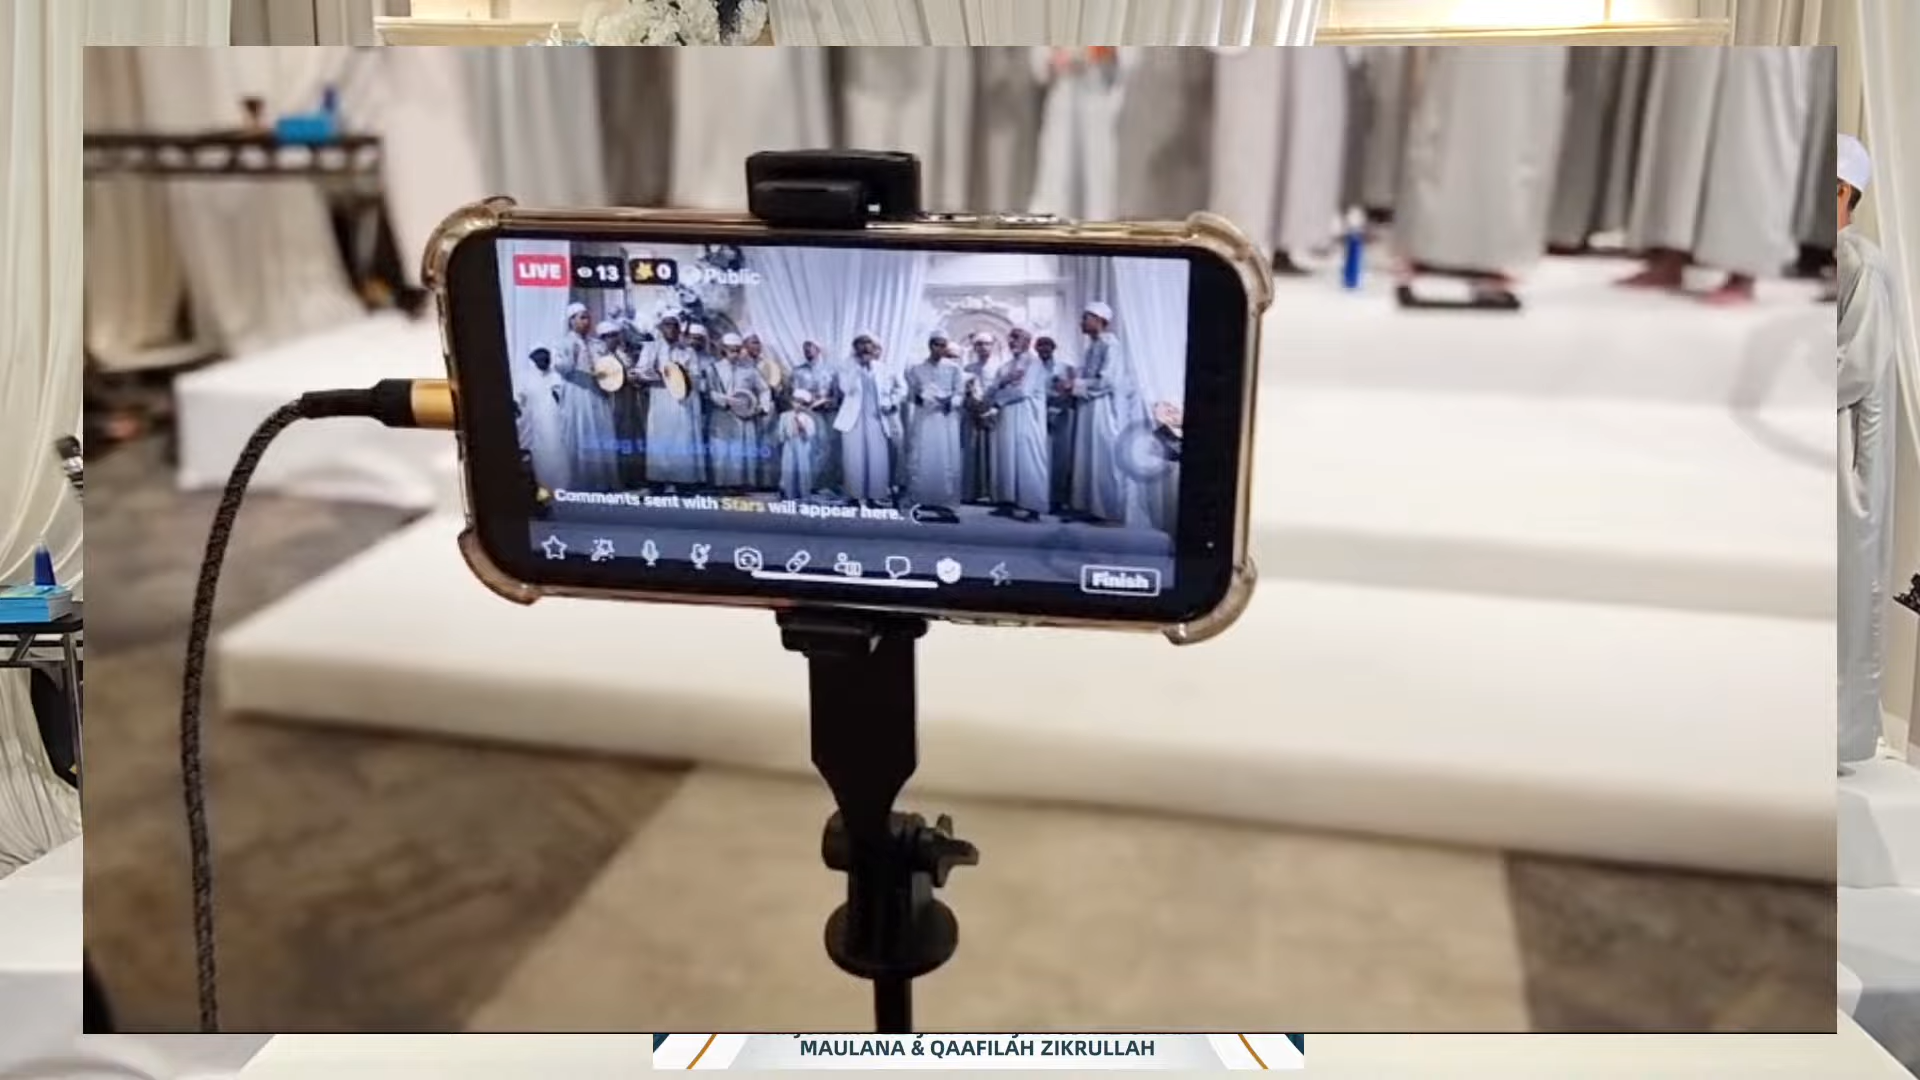 LIVE 13 0 Public
Comments sent with Stars will appear here.
Finish
MAULANA & QAAFILAH ZIKRULLAH